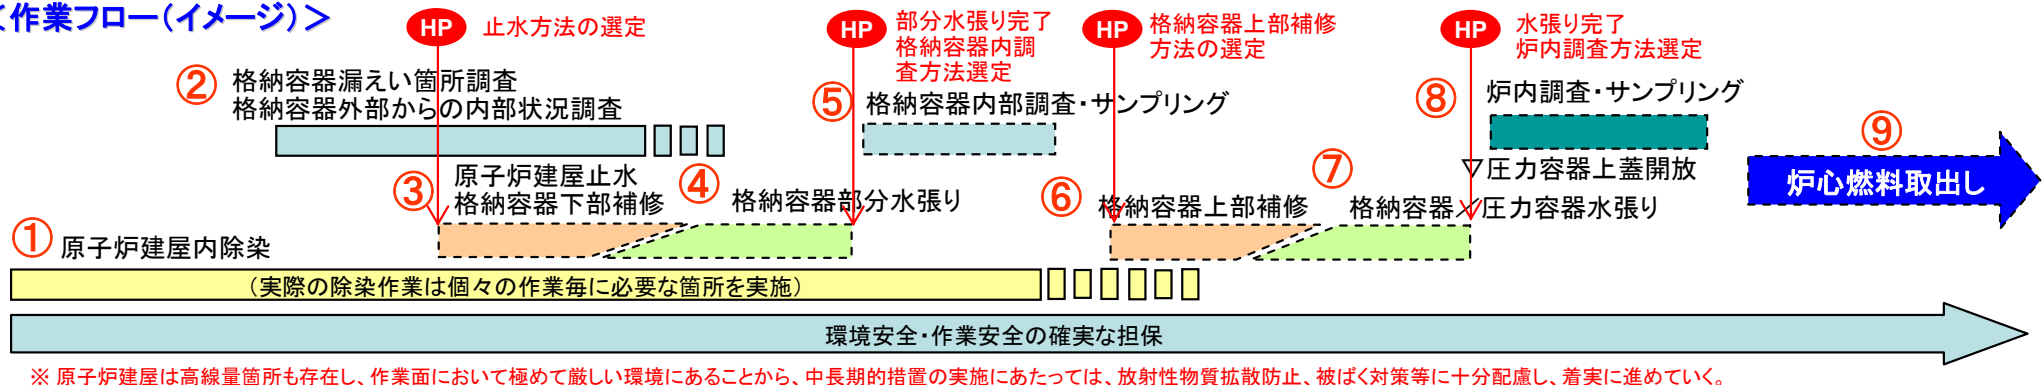 <作業フロー(イメージ)>
HP 止水方法の選定
HP 部分水張り完了
格納容器内調
査方法選定
HP 格納容器上部補修
方法の選定
HP 水張り完了
炉内調査方法選定
② 格納容器漏えい箇所調査
格納容器外部からの内部状況調査
⑤ 格納容器内部調査・サンプリング
⑧ 炉内調査・サンプリング
⑨
炉心燃料取出し
③ 原子炉建屋止水
格納容器下部補修
④ 格納容器部分水張り
⑥ 格納容器上部補修
⑦ 格納容器/圧力容器水張り
▽圧力容器上蓋開放
① 原子炉建屋内除染
(実際の除染作業は個々の作業毎に必要な箇所を実施)
環境安全・作業安全の確実な担保
※ 原子炉建屋は高線量箇所も存在し、作業面において極めて厳しい環境にあることから、中長期的措置の実施にあたっては、放射性物質拡散防止、被ばく対策等に十分配慮し、着実に進めていく。